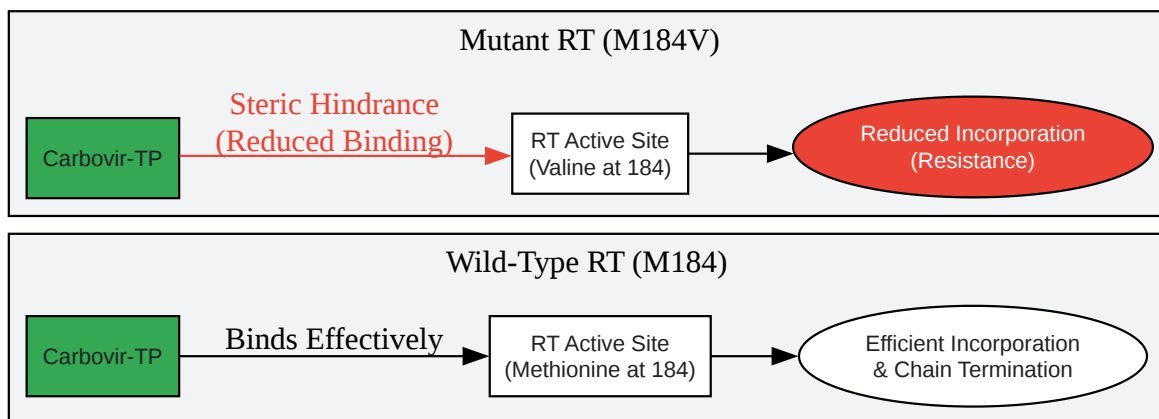 Mutant RT (M184V)
Steric Hindrance
(Reduced Binding)
Carbovir-TP
RT Active Site
(Valine at 184)
Reduced Incorporation
(Resistance)
Wild-Type RT (M184)
Carbovir-TP
Binds Effectively
RT Active Site
(Methionine at 184)
Efficient Incorporation
& Chain Termination